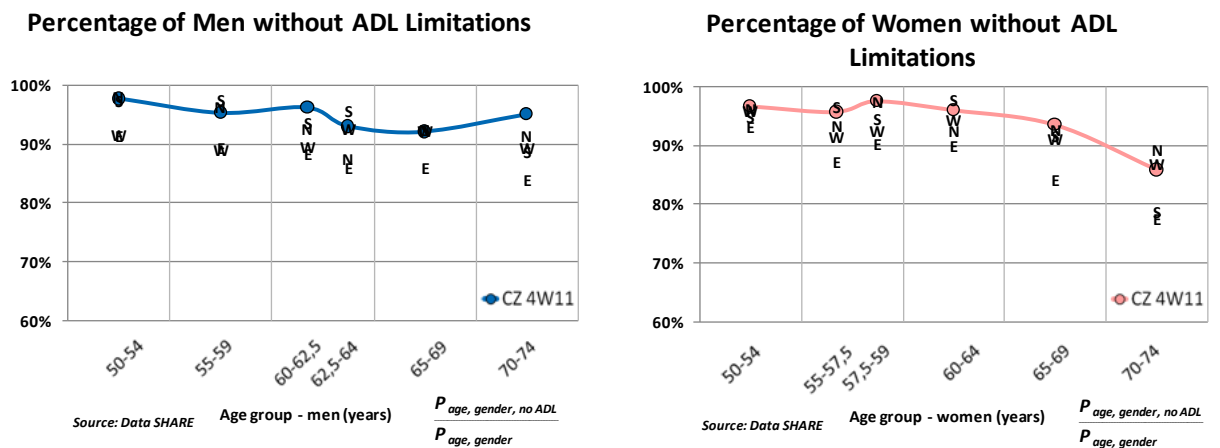 Percentage of Men without ADL Limitations
100%
90%
80%
70%
60%
N
W
E
S
N
E
W
S
N
W
E
S
W
N
E
N
W
E
N
W
S
E
CZ 4W11
50-54
55-59
60-62,5
62,5-64
65-69
70-74
Source: Data SHARE
Age group - men (years)
P age, gender, no ADL
P age, gender
Percentage of Women without ADL
Limitations
100%
90%
80%
70%
60%
N
W
S
E
S
N
W
E
N
S
W
E
S
W
N
E
N
S
W
E
N
W
S
E
CZ 4W11
50-54
55-57,5
57,5-59
60-64
65-69
70-74
Source: Data SHARE
Age group - women (years)
P age, gender, no ADL
P age, gender